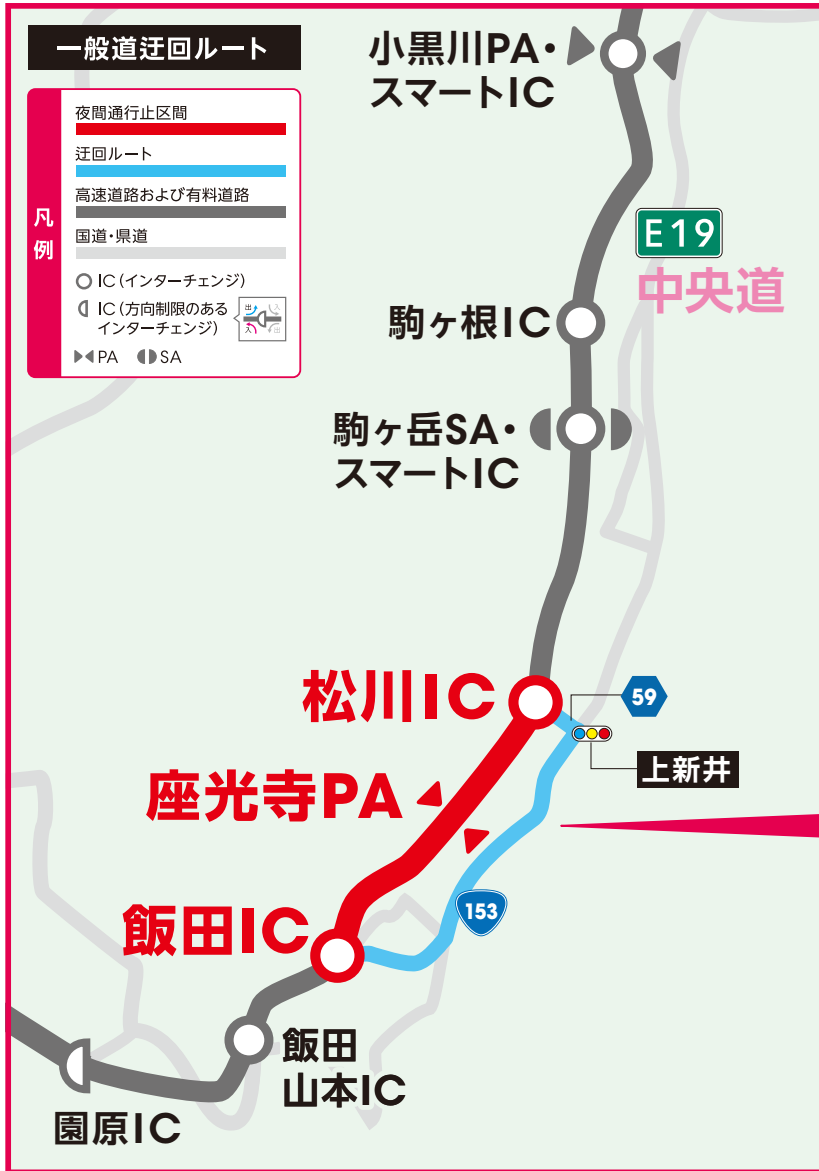 一般道迂回ルート
凡例
夜間通行止区間
迂回ルート
高速道路および有料道路
国道・県道
IC(インターチェンジ)
IC(方向制限のある
インターチェンジ)
出 入
入 出
PA SA
小黒川PA・
スマートIC
E19
中央道
駒ヶ根IC
駒ヶ岳SA・
スマートIC
松川IC
59
上新井
座光寺PA
153
飯田IC
飯田
山本IC
園原IC